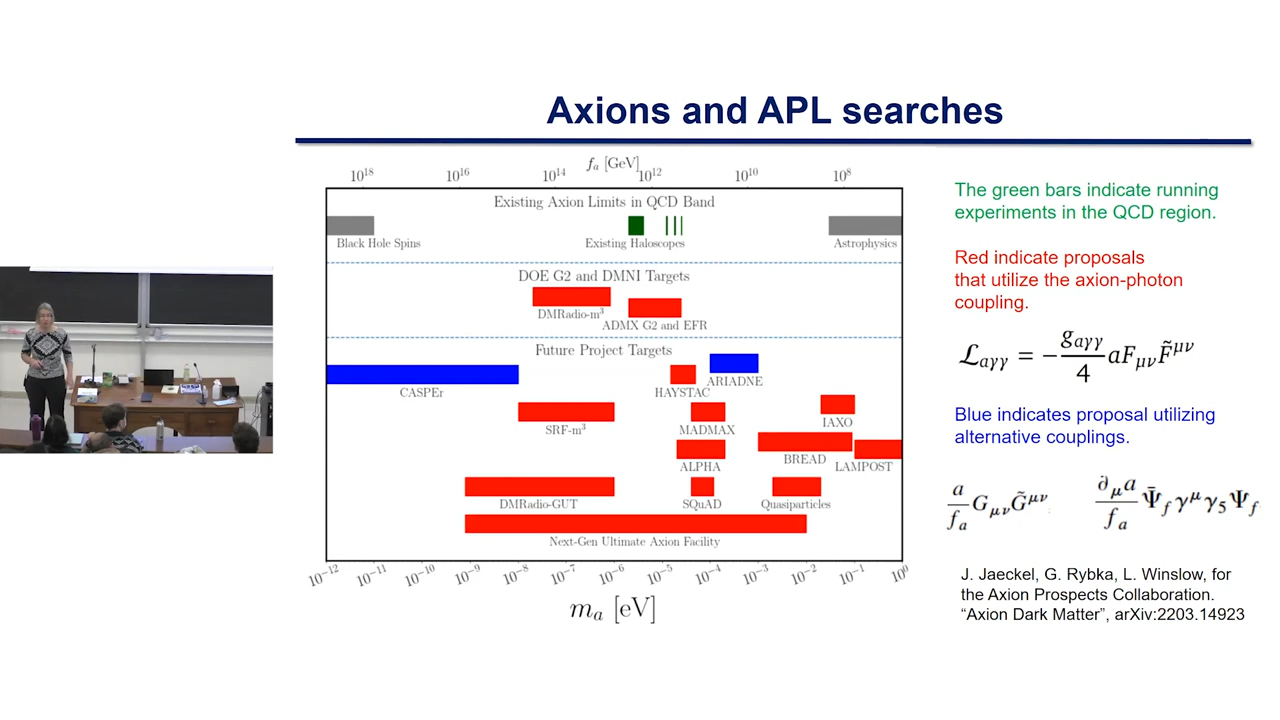 Axions and APL searches
f_a [GeV]
10^18 10^16 10^14 10^12 10^10 10^8
Existing Axion Limits in QCD Band
Black Hole Spins
Existing Haloscopes
Astrophysics
DOE G2 and DMNI Targets
DMRadio-m³
ADMX G2 and EFR
Future Project Targets
CASPEr
HAYSTAC
ARIADNE
SRF-m³
MADMAX
IAXO
ALPHA
BREAD
LAMPOST
DMRadio-GUT
SQuAD
Quasiparticles
Next-Gen Ultimate Axion Facility
10^−12 10^−11 10^−10 10^−9 10^−8 10^−7 10^−6 10^−5 10^−4 10^−3 10^−2 10^−1 10^0
m_a [eV]
The green bars indicate running
experiments in the QCD region.
Red indicate proposals
that utilize the axion-photon
coupling.
ℒ_aγγ = −g_aγγ/4 aF_μν F̃^μν
Blue indicates proposal utilizing
alternative couplings.
a/f_a G_μν G̃^μν
∂_μ a/f_a Ψ̄_f γ^μ γ_5 Ψ_f
J. Jaeckel, G. Rybka, L. Winslow, for
the Axion Prospects Collaboration.
“Axion Dark Matter”, arXiv:2203.14923